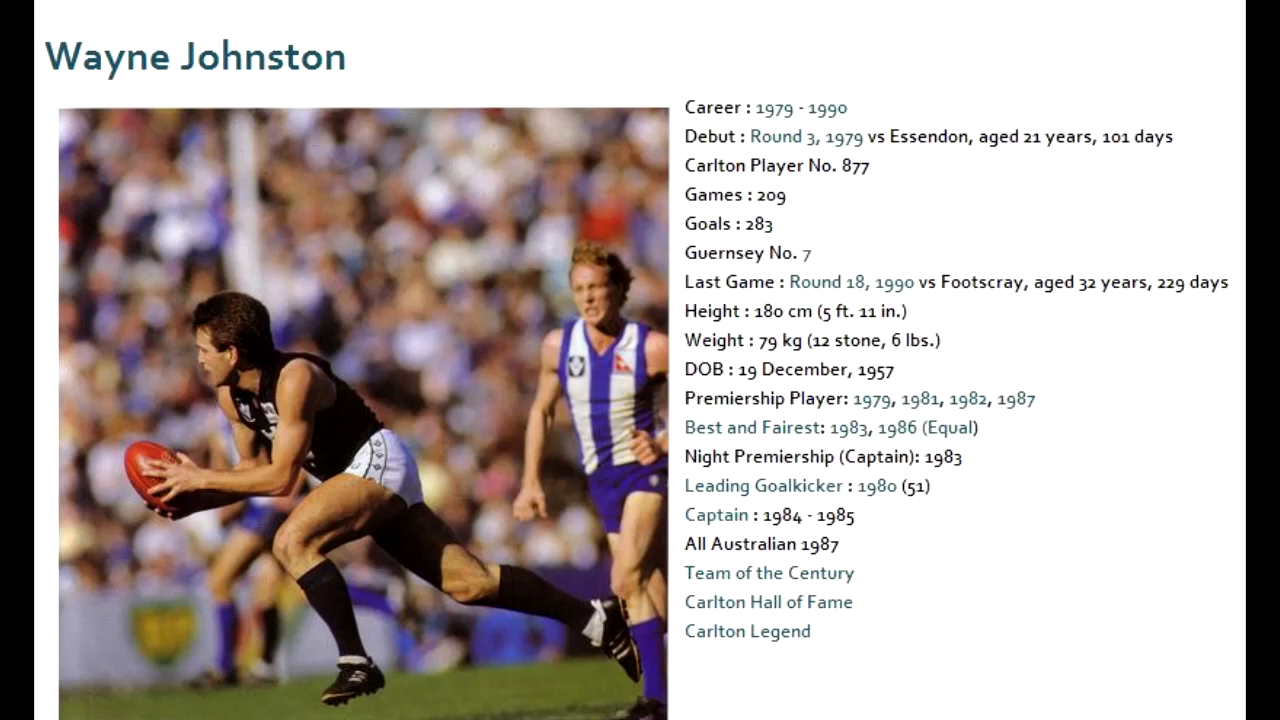 Wayne Johnston
Career : 1979 - 1990
Debut : Round 3, 1979 vs Essendon, aged 21 years, 101 days
Carlton Player No. 877
Games : 209
Goals : 283
Guernsey No. 7
Last Game : Round 18, 1990 vs Footscray, aged 32 years, 229 days
Height : 180 cm (5 ft. 11 in.)
Weight : 79 kg (12 stone, 6 lbs.)
DOB : 19 December, 1957
Premiership Player: 1979, 1981, 1982, 1987
Best and Fairest: 1983, 1986 (Equal)
Night Premiership (Captain): 1983
Leading Goalkicker : 1980 (51)
Captain : 1984 - 1985
All Australian 1987
Team of the Century
Carlton Hall of Fame
Carlton Legend